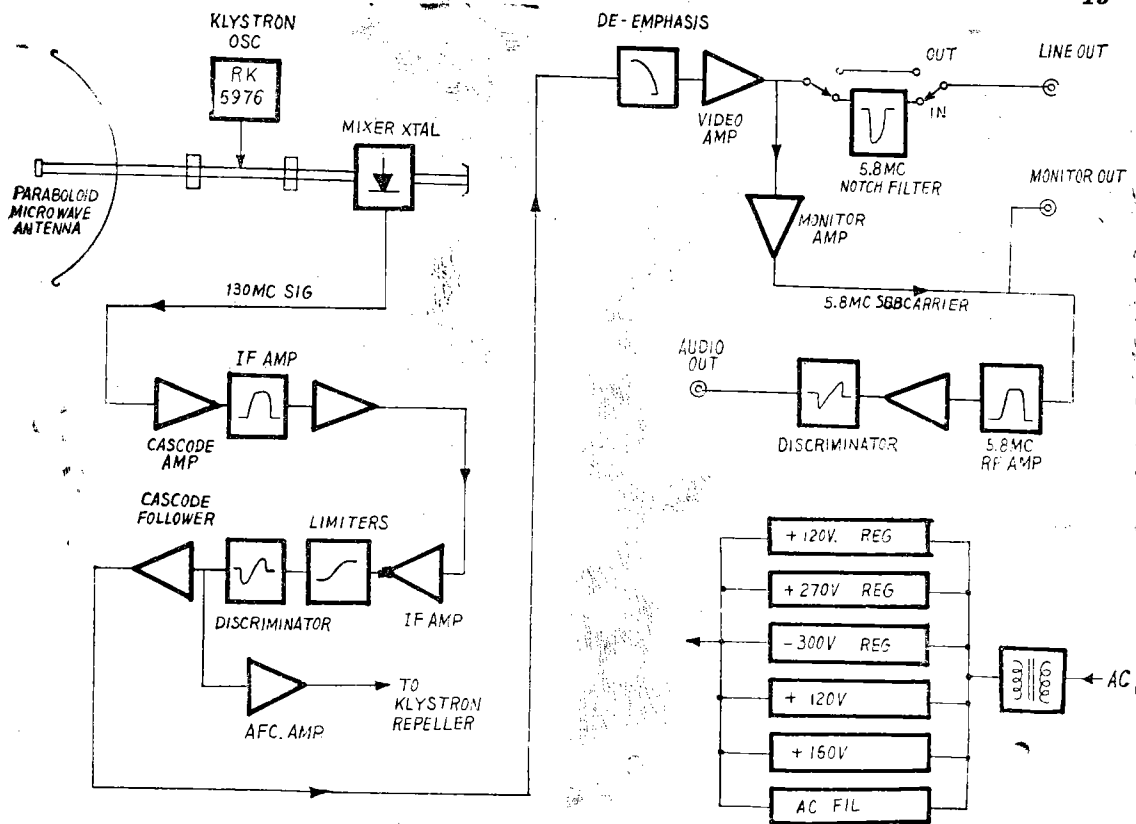 KLYSTRON
OSC
RK
5976
MIXER XTAL
PARABOLOID
MICROWAVE
ANTENNA
130MC SIG
IF AMP
CASCODE
AMP
CASCODE
FOLLOWER
LIMITERS
DISCRIMINATOR
IF AMP
AFC. AMP
TO
KLYSTRON
REPELLER
DE-EMPHASIS
VIDEO
AMP
OUT
IN
LINE OUT
5.8MC
NOTCH FILTER
MONITOR OUT
MONITOR
AMP
5.8MC SUBCARRIER
AUDIO
OUT
DISCRIMINATOR
5.8MC
RF AMP
+120V. REG
+270V REG
-300V REG
+ 120V
+160V
AC FIL
AC